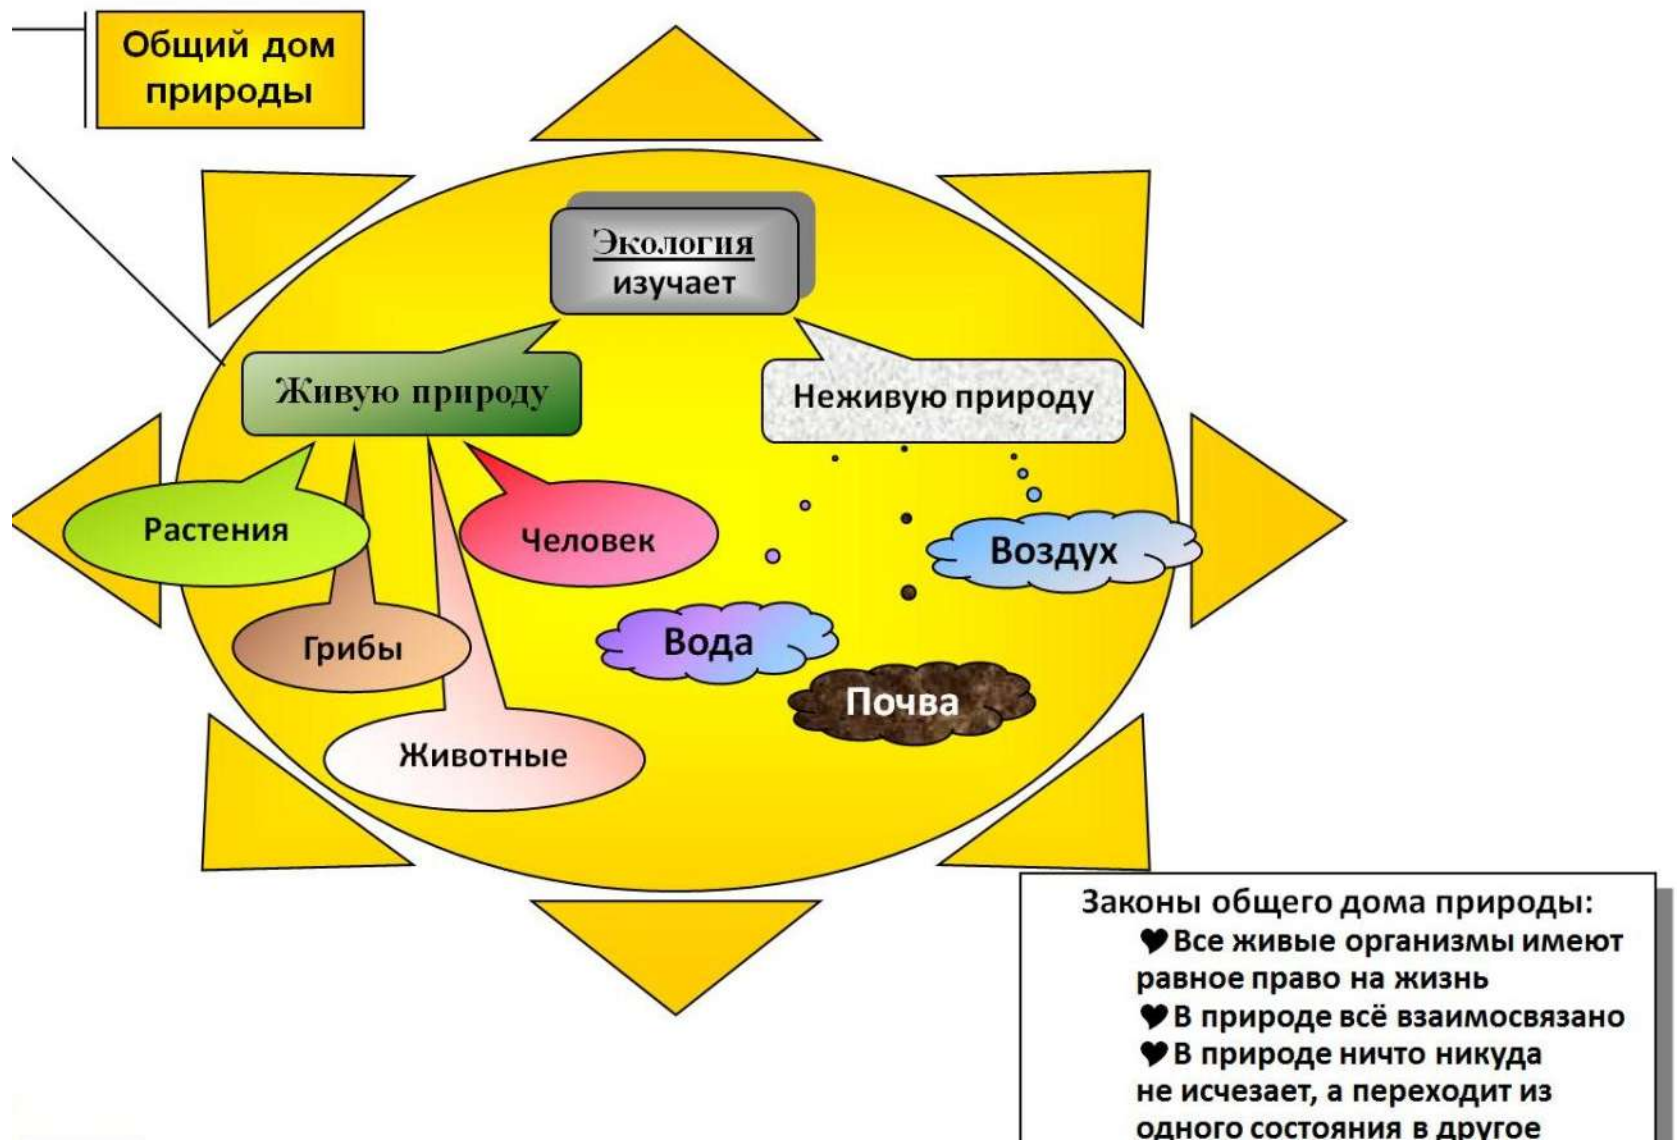 Общий дом
природы
Экология
изучает
Живую природу
Неживую природу
Растения
Человек
Воздух
Грибы
Вода
Почва
Животные
Законы общего дома природы:
♥ Все живые организмы имеют
равное право на жизнь
♥ В природе всё взаимосвязано
♥ В природе ничто никуда
не исчезает, а переходит из
одного состояния в другое